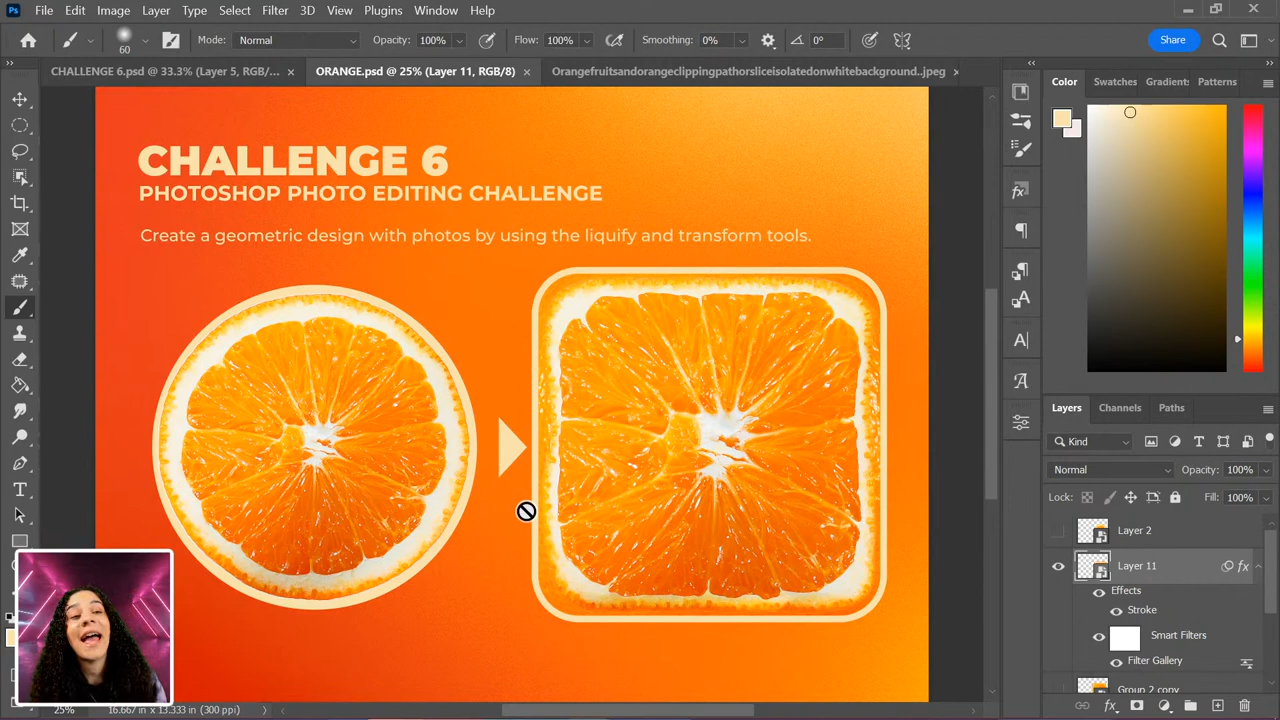 Ps File Edit Image Layer Type Select Filter 3D View Plugins Window Help
60 Mode: Normal Opacity: 100% Flow: 100% Smoothing: 0% 0° Share
CHALLENGE 6.psd @ 33.3% (Layer 5, RGB/... × ORANGE.psd @ 25% (Layer 11, RGB/8) × Orangefruitsandorangeclippingpathorsliceisolatedonwhitebackground..jpeg ×
Color Swatches Gradient: Patterns
CHALLENGE 6
PHOTOSHOP PHOTO EDITING CHALLENGE
Create a geometric design with photos by using the liquify and transform tools.
Layers Channels Paths
Kind
Normal Opacity: 100%
Lock: Fill: 100%
Layer 2
Layer 11 fx
Effects
Stroke
Smart Filters
Filter Gallery
Group 2 copy
25% 16.667 in x 13.333 in (300 ppi)